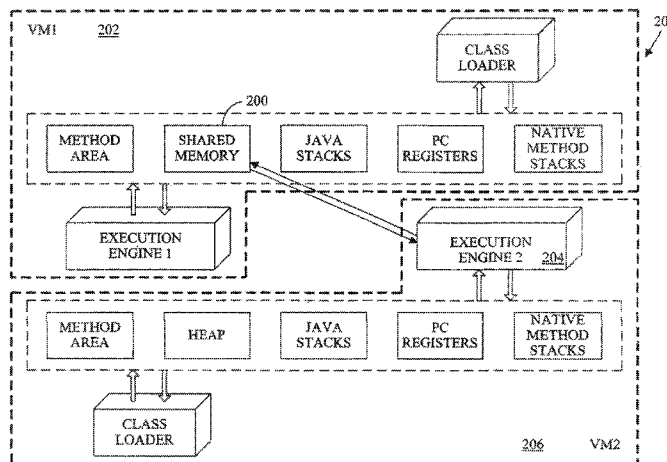 VM1 202
CLASS
LOADER
20
200
METHOD
AREA
SHARED
MEMORY
JAVA
STACKS
PC
REGISTERS
NATIVE
METHOD
STACKS
EXECUTION
ENGINE 1
EXECUTION
ENGINE 2 204
METHOD
AREA
HEAP
JAVA
STACKS
PC
REGISTERS
NATIVE
METHOD
STACKS
CLASS
LOADER
206 VM2